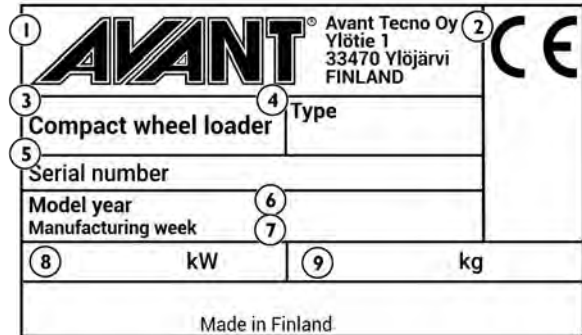 1 AVANT® Avant Tecno Oy 2 CE
Ylötie 1
33470 Ylöjärvi
FINLAND
3 Compact wheel loader 4 Type
5 Serial number
Model year 6
Manufacturing week 7
8 kW 9 kg
Made in Finland